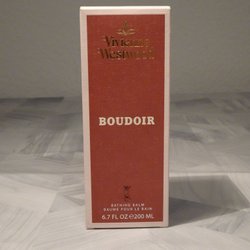 Vivienne
Westwood
BOUDOIR
BATHING BALM
BAUME POUR LE BAIN
6.7 FL OZ 200 ML